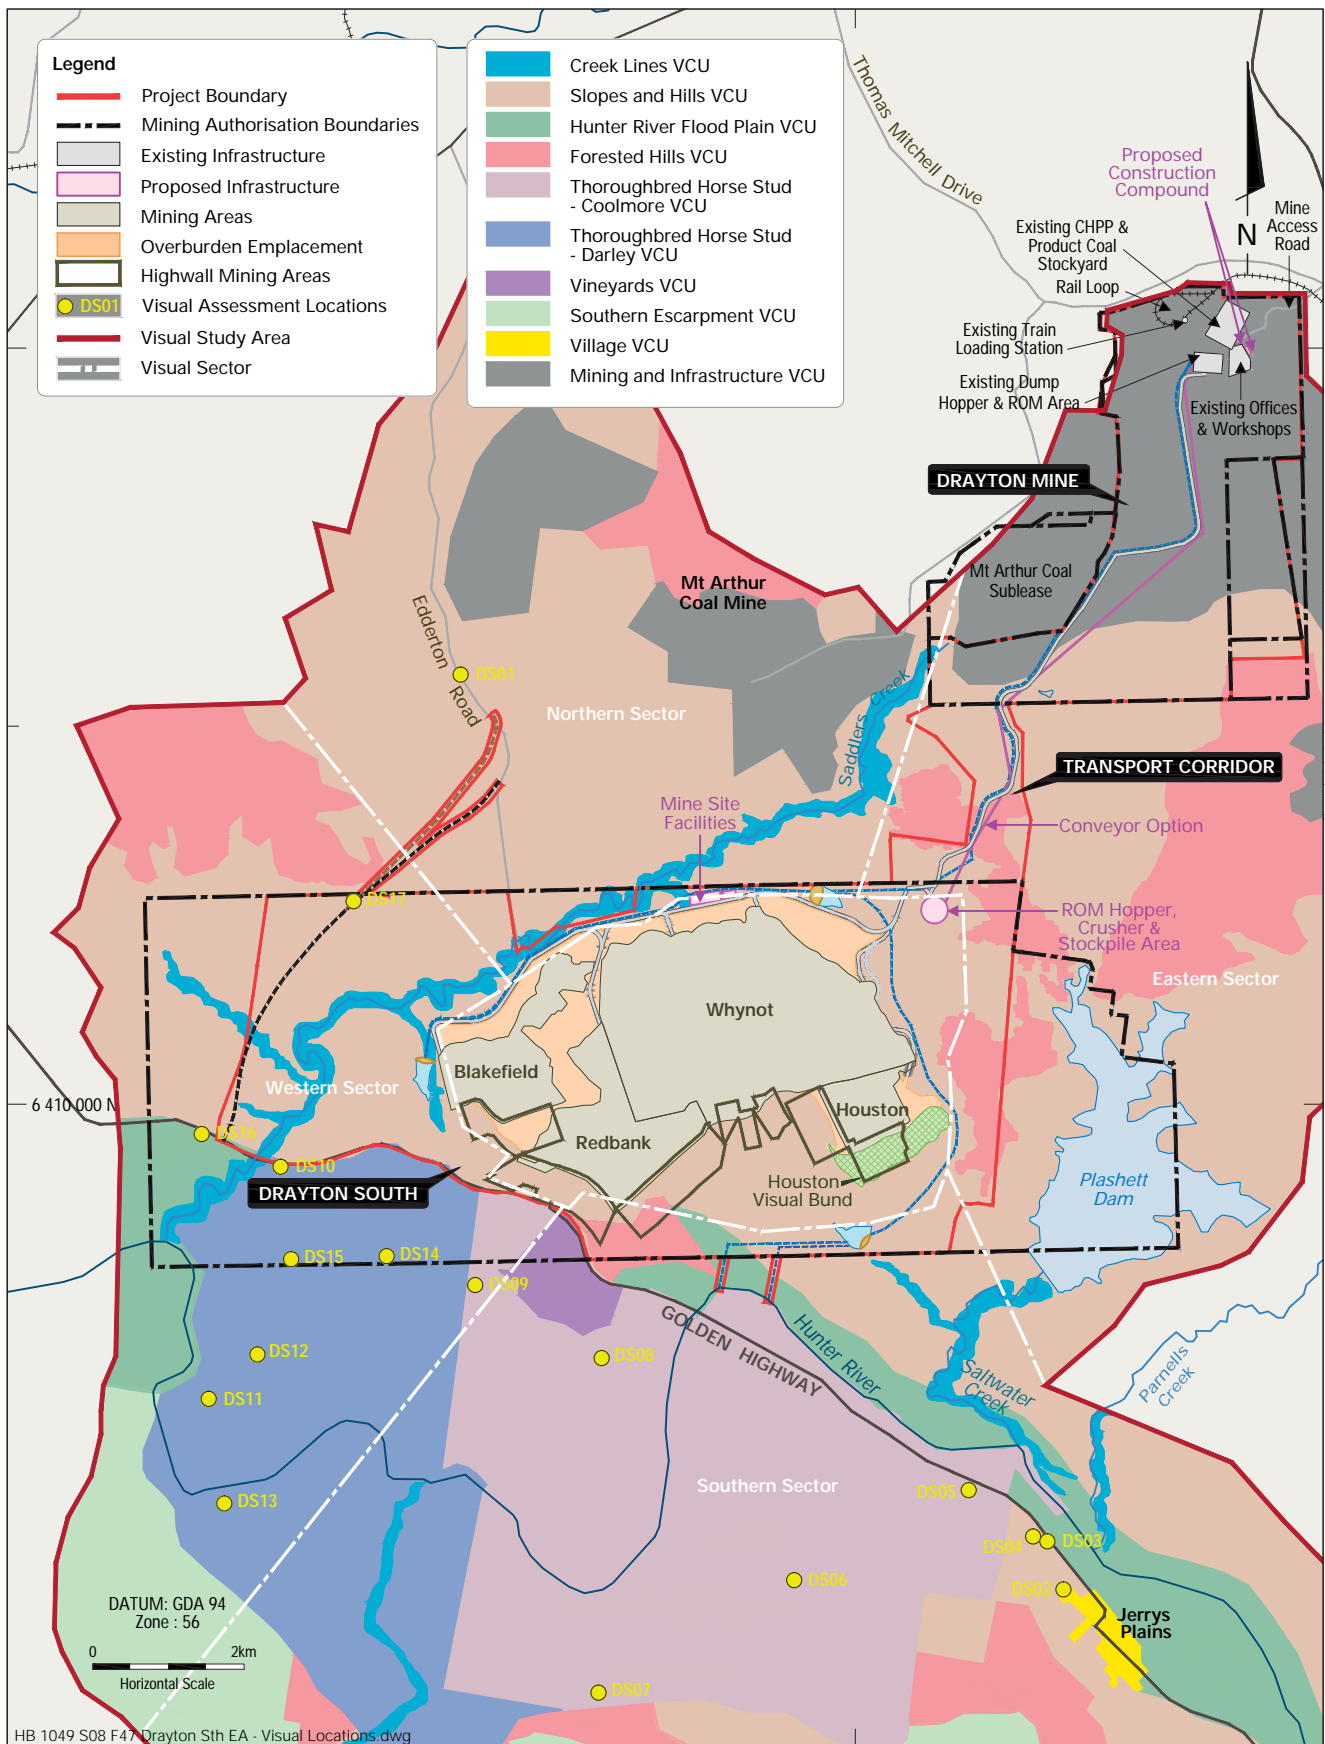 Legend
Project Boundary
Mining Authorisation Boundaries
Existing Infrastructure
Proposed Infrastructure
Mining Areas
Overburden Emplacement
Highwall Mining Areas
DS01 Visual Assessment Locations
Visual Study Area
Visual Sector
Creek Lines VCU
Slopes and Hills VCU
Hunter River Flood Plain VCU
Forested Hills VCU
Thoroughbred Horse Stud
- Coolmore VCU
Thoroughbred Horse Stud
- Darley VCU
Vineyards VCU
Southern Escarpment VCU
Village VCU
Mining and Infrastructure VCU
Thomas Mitchell Drive
Proposed
Construction
Compound
N
Mine
Access
Road
Existing CHPP &
Product Coal
Stockyard
Rail Loop
Existing Train
Loading Station
Existing Dump
Hopper & ROM Area
Existing Offices
& Workshops
DRAYTON MINE
Mt Arthur Coal
Sublease
Mt Arthur
Coal Mine
Edderton Road
DS01
Northern Sector
Saddlers Creek
TRANSPORT CORRIDOR
Mine Site
Facilities
Conveyor Option
DS17
ROM Hopper,
Crusher &
Stockpile Area
Eastern Sector
Whynot
Blakefield
Western Sector
6 410 000 N
Houston
DS16
Redbank
DS10
DRAYTON SOUTH
Houston
Visual Bund
Plashett
Dam
DS15
DS14
DS09
GOLDEN HIGHWAY
Hunter River
DS12
DS08
Saltwater
Creek
Parnells
Creek
DS11
Southern Sector
DS05
DS13
DS04
DS03
DS06
DS02
Jerrys
Plains
DATUM: GDA 94
Zone : 56
0 2km
Horizontal Scale
DS07
HB 1049 S08 F47 Drayton Sth EA - Visual Locations.dwg